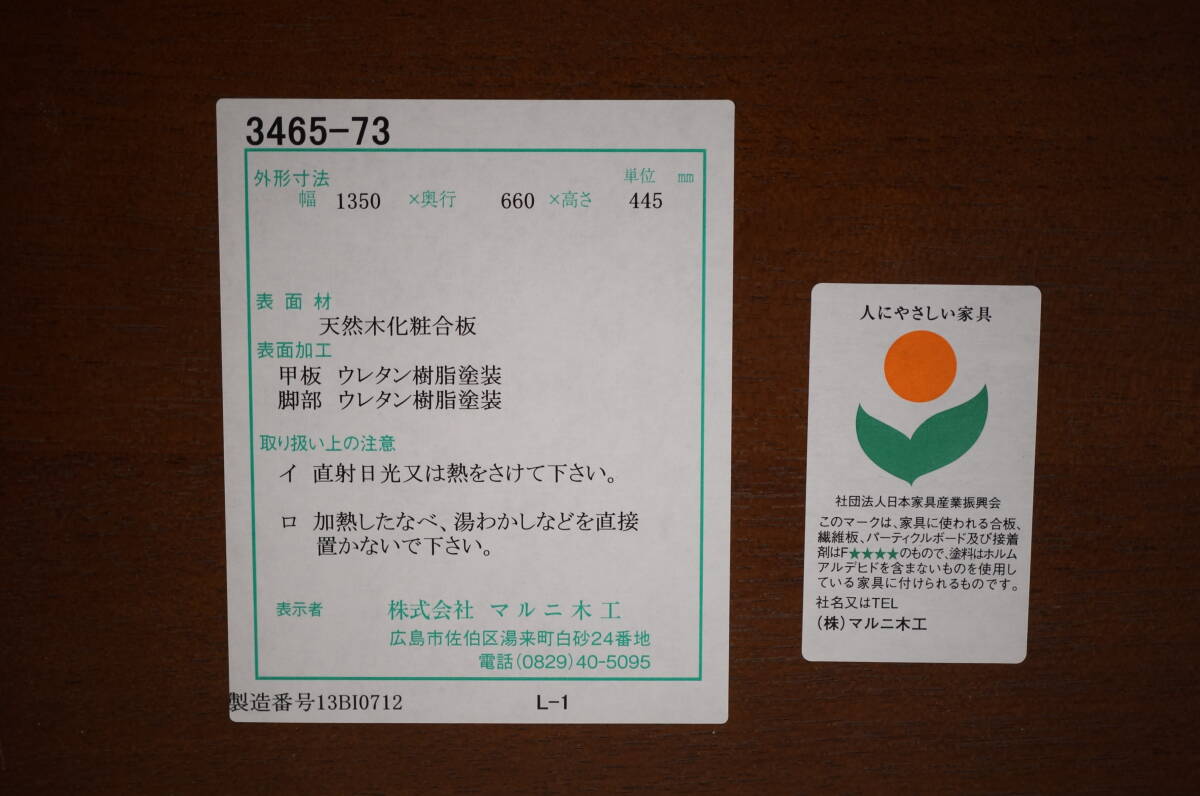 3465-73
外形寸法
単位 mm
幅 1350 ×奥行 660 ×高さ 445
表面材
天然木化粧合板
表面加工
甲板 ウレタン樹脂塗装
脚部 ウレタン樹脂塗装
取り扱い上の注意
イ 直射日光又は熱をさけて下さい。
ロ 加熱したなべ、湯わかしなどを直接
置かないで下さい。
表示者 株式会社 マルニ木工
広島市佐伯区湯来町白砂24番地
電話(0829)40-5095
製造番号13BI0712 L-1
人にやさしい家具
社団法人日本家具産業振興会
このマークは、家具に使われる合板、
繊維板、パーティクルボード及び接着
剤はF★★★★のもので、塗料はホルム
アルデヒドを含まないものを使用し
ている家具に付けられるものです。
社名又はTEL
(株)マルニ木工